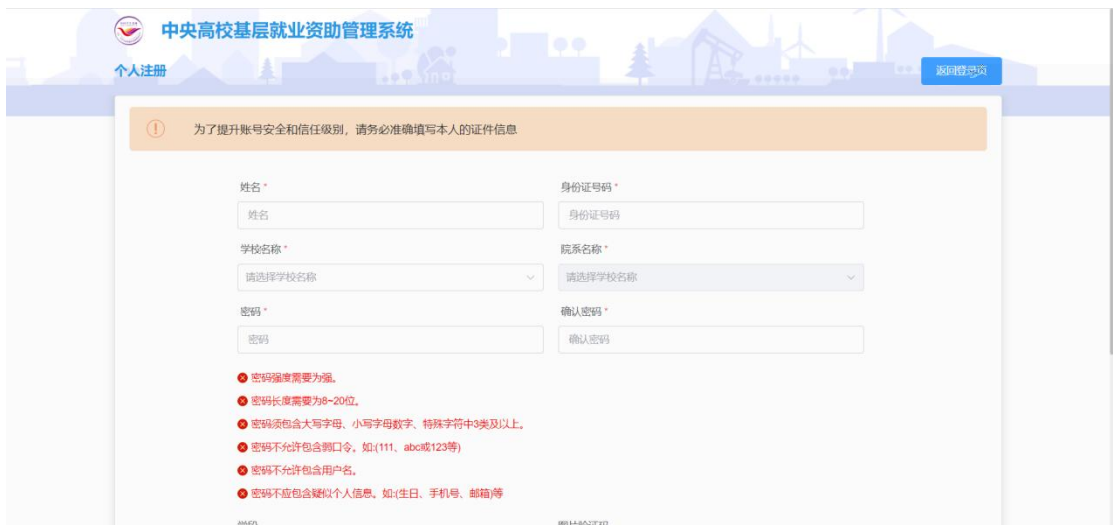 中央高校基层就业资助管理系统
个人注册
返回登录页
为了提升账号安全和信任级别，请务必准确填写本人的证件信息
姓名 * 身份证号码 *
姓名 身份证号码
学校名称 * 院系名称 *
请选择学校名称 请选择学校名称
密码 * 确认密码 *
密码 确认密码
密码强度需要为强。
密码长度需要为8~20位。
密码须包含大写字母、小写字母数字、特殊字符中3类及以上。
密码不允许包含弱口令。如:(111、abc或123等)
密码不允许包含用户名。
密码不应包含疑似个人信息。如:(生日、手机号、邮箱)等